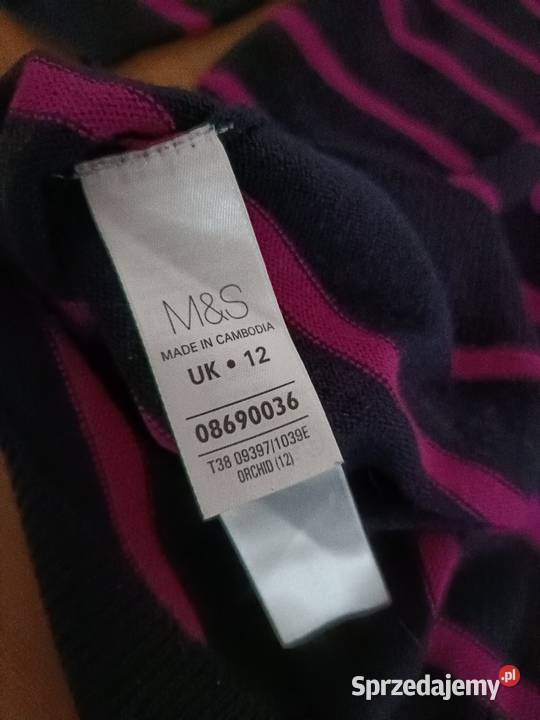 M&S
MADE IN CAMBODIA
UK • 12
08690036
T38 09397/1039E
ORCHID (12)
Sprzedajemy.pl